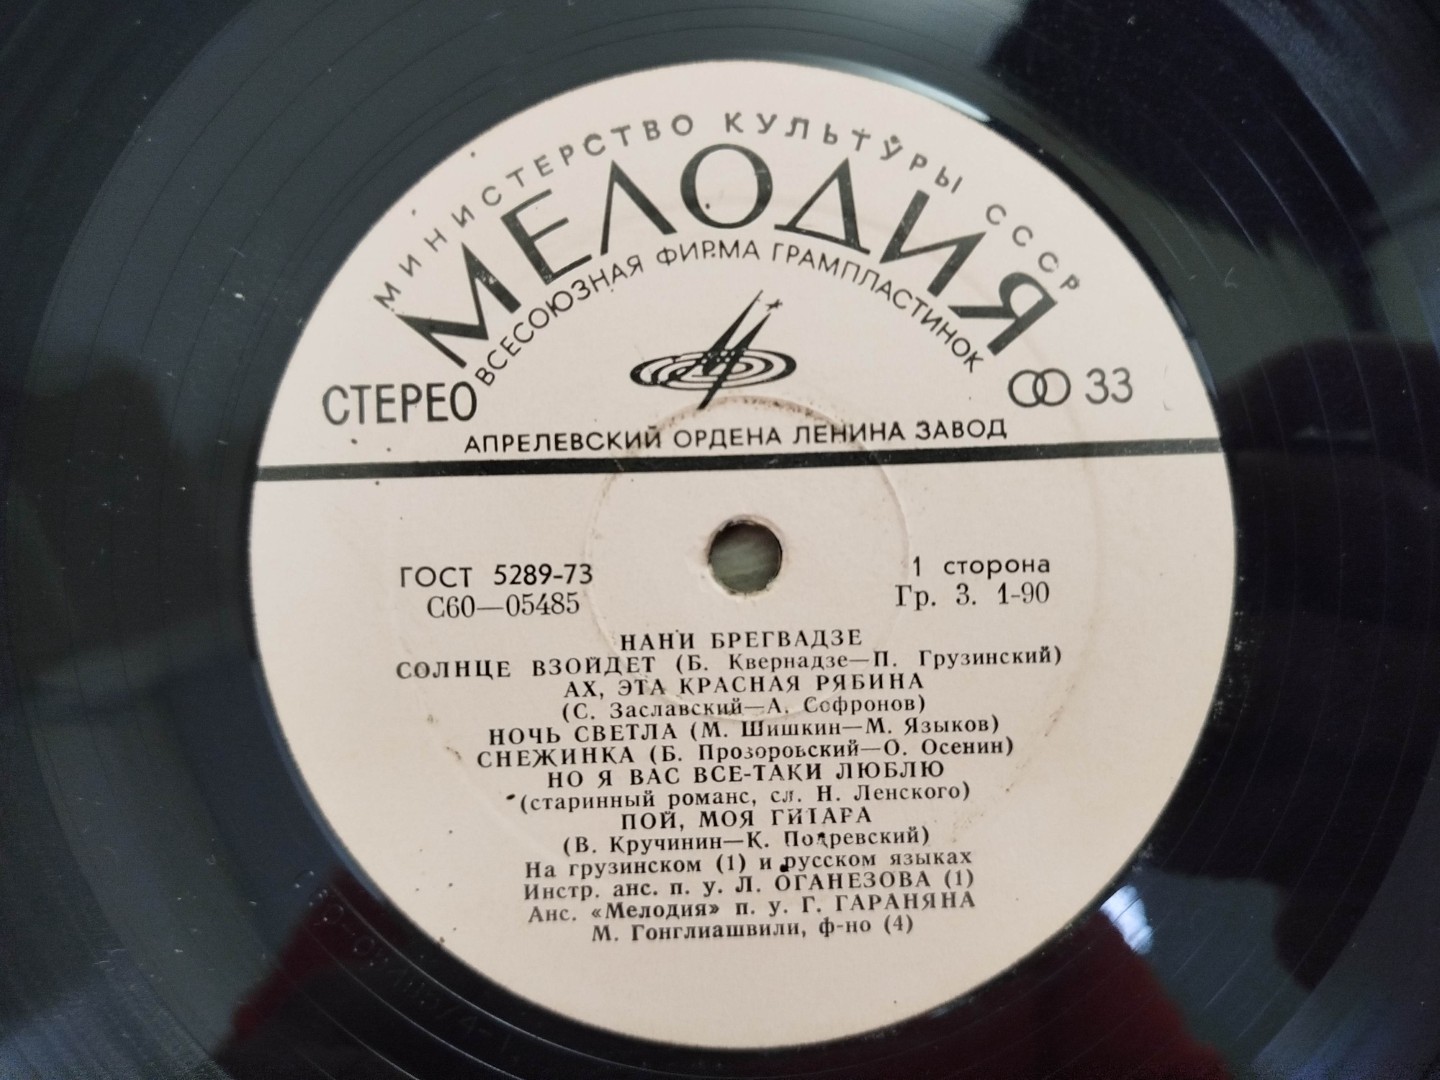 МИНИСТЕРСТВО КУЛЬТУРЫ СССР
МЕЛОДИЯ
ВСЕСОЮЗНАЯ ФИРМА ГРАМПЛАСТИНОК
СТЕРЕО
33
АПРЕЛЕВСКИЙ ОРДЕНА ЛЕНИНА ЗАВОД
ГОСТ 5289-73
С60—05485
1 сторона
Гр. 3. 1-90
НАНИ БРЕГВАДЗЕ
СОЛНЦЕ ВЗОЙДЕТ (Б. Квернадзе—П. Грузинский)
АХ, ЭТА КРАСНАЯ РЯБИНА
(С. Заславский—А. Софронов)
НОЧЬ СВЕТЛА (М. Шишкин—М. Языков)
СНЕЖИНКА (Б. Прозоровский—О. Осенин)
НО Я ВАС ВСЕ-ТАКИ ЛЮБЛЮ
(старинный романс, сл. Н. Ленского)
ПОЙ, МОЯ ГИТАРА
(В. Кручинин—К. Подревский)
На грузинском (1) и русском языках
Инстр. анс. п. у. Л. ОГАНЕЗОВА (1)
Анс. «Мелодия» п. у. Г. ГАРАНЯНА
М. Гонглиашвили, ф-но (4)